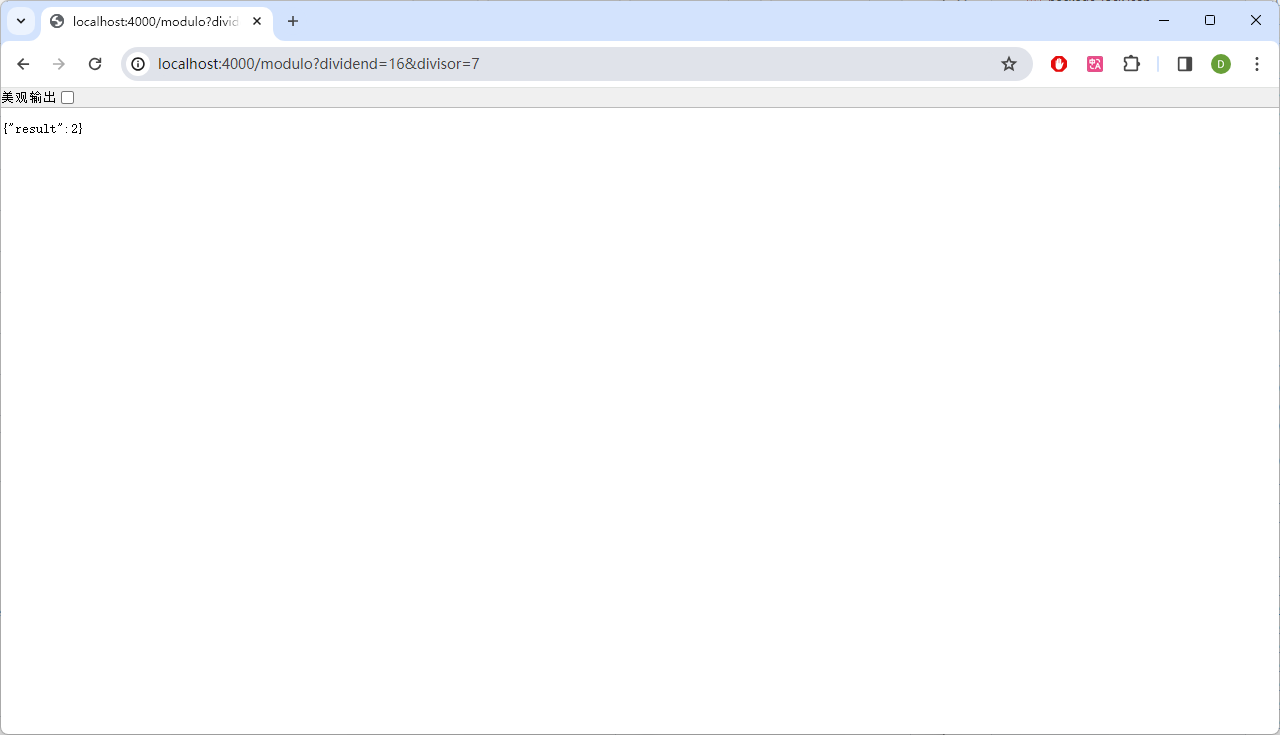 localhost:4000/modulo?divid
localhost:4000/modulo?dividend=16&divisor=7
D
美观输出
{"result":2}